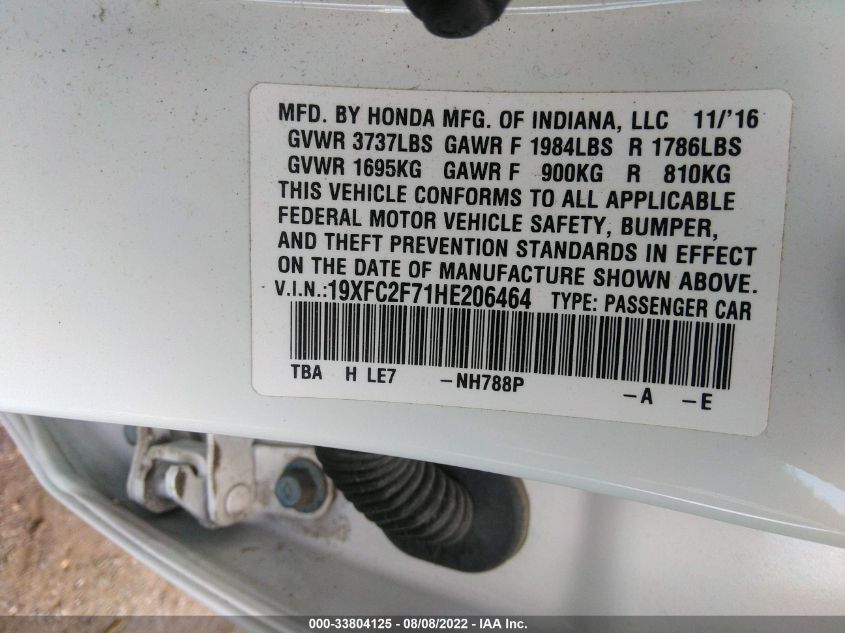 MFD. BY HONDA MFG. OF INDIANA, LLC 11/'16
GVWR 3737LBS GAWR F 1984LBS R 1786LBS
GVWR 1695KG GAWR F 900KG R 810KG
THIS VEHICLE CONFORMS TO ALL APPLICABLE
FEDERAL MOTOR VEHICLE SAFETY, BUMPER,
AND THEFT PREVENTION STANDARDS IN EFFECT
ON THE DATE OF MANUFACTURE SHOWN ABOVE.
V.I.N.:19XFC2F71HE206464 TYPE: PASSENGER CAR
TBA H LE7 -NH788P -A -E
000-33804125 - 08/08/2022 - IAA Inc.